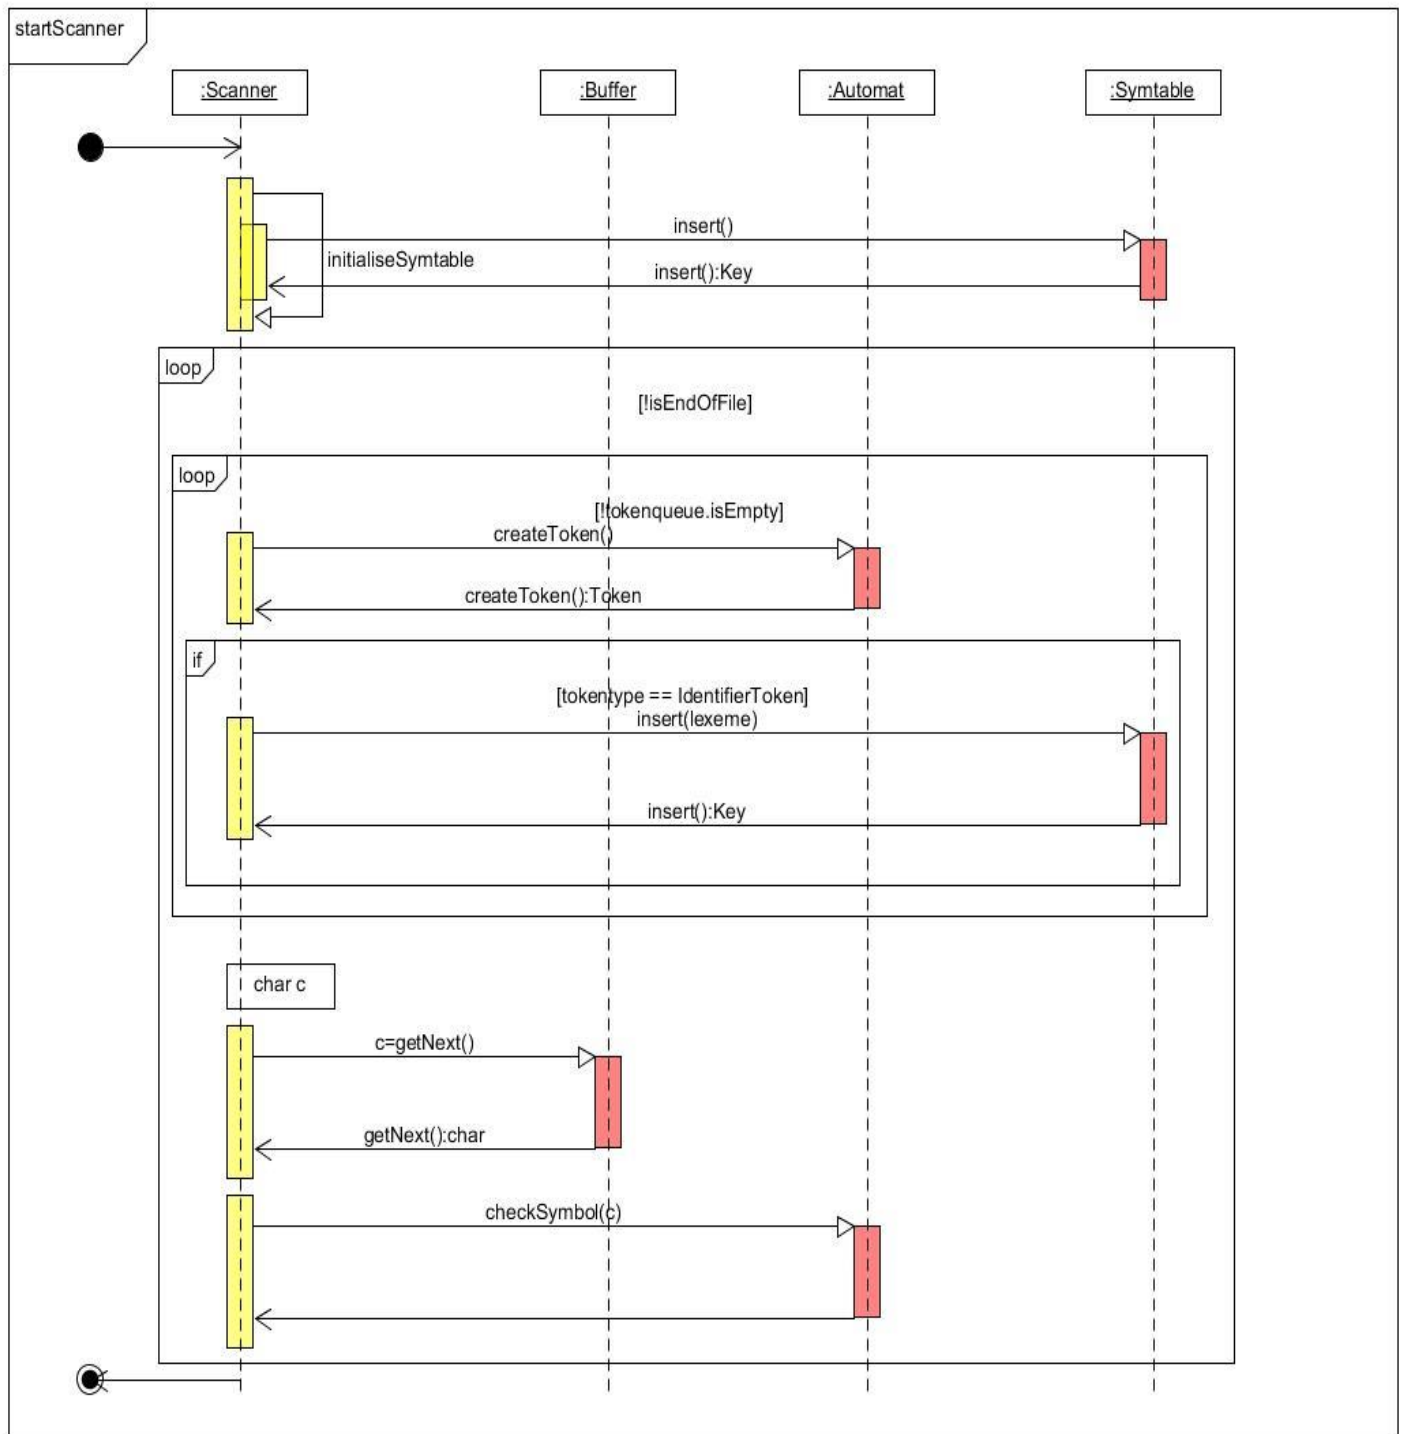 startScanner
:Scanner
:Buffer
:Automat
:Symtable
insert()
initialiseSymtable
insert():Key
loop
[!isEndOfFile]
loop
[!tokenqueue.isEmpty]
createToken()
createToken():Token
if
[tokentype == IdentifierToken]
insert(lexeme)
insert():Key
char c
c=getNext()
getNext():char
checkSymbol(c)